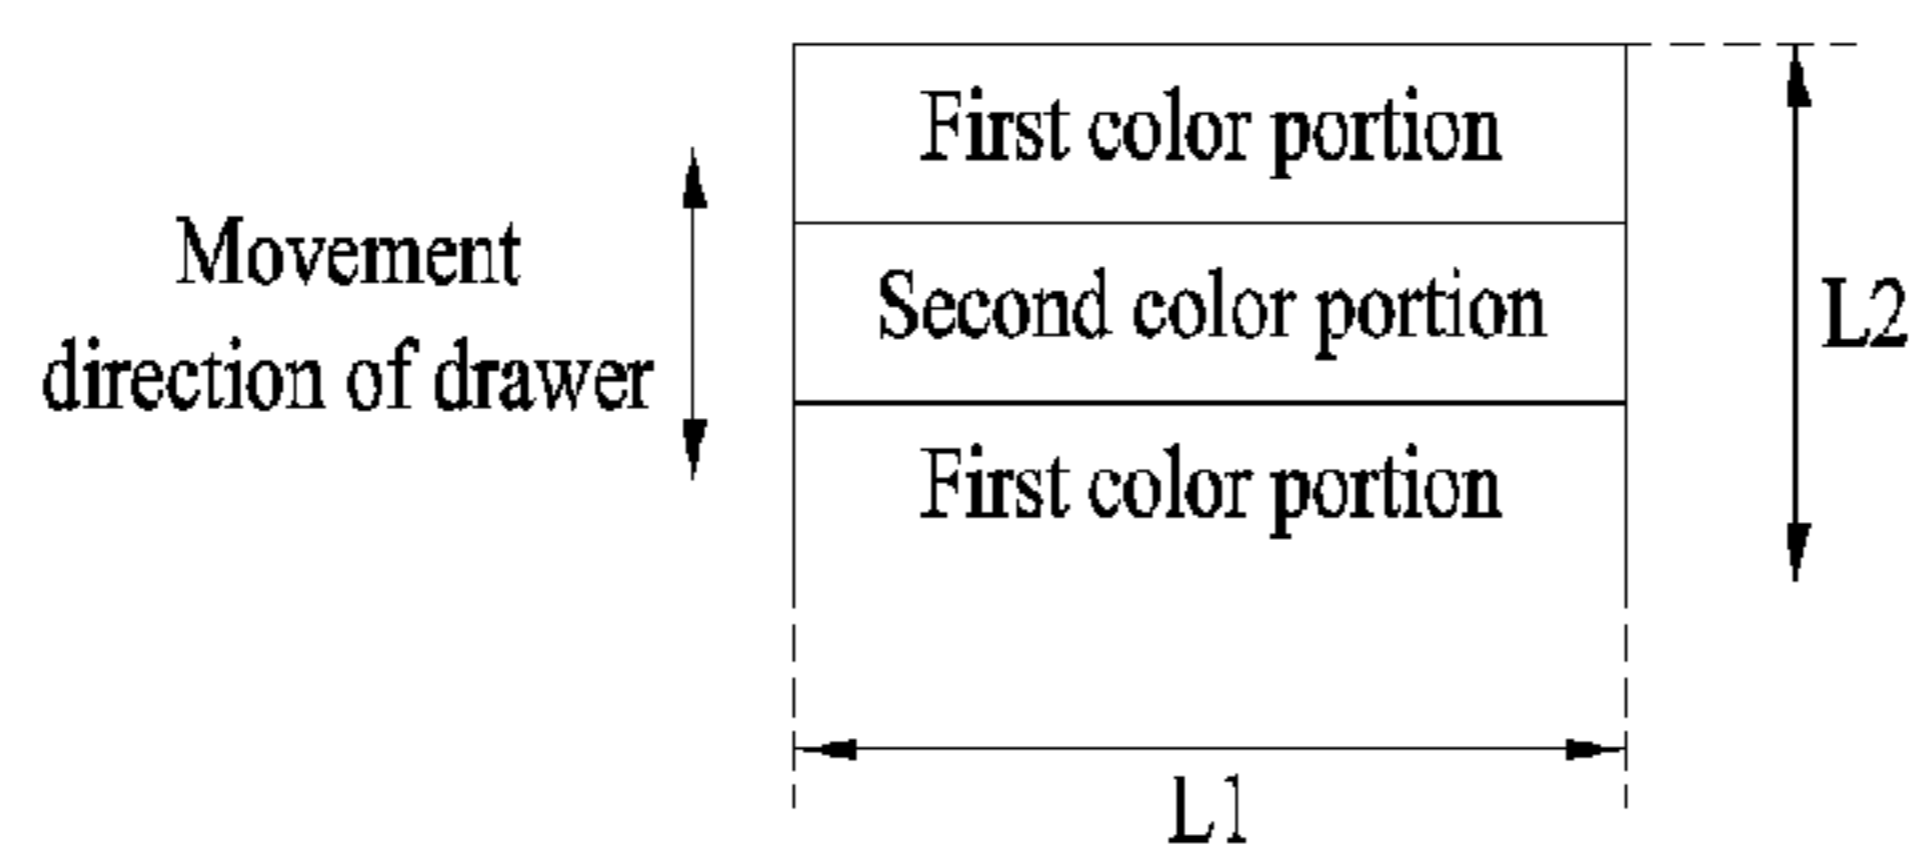 First color portion
Movement
direction of drawer
Second color portion
L2
First color portion
L1